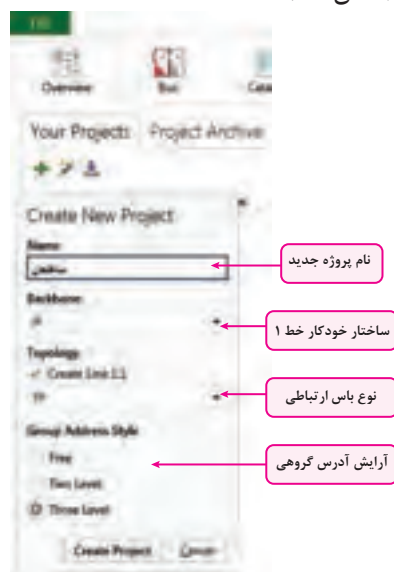 Overview
Bus
Your Projects Project Archive
Create New Project
Name
نام پروژه جدید
Backbone
ساختار خودکار خط ۱
Topology
Create Line 1.1
TP
نوع باس ارتباطی
Group Address Style
Free
آرایش آدرس گروهی
Two Level
Three Level
Create Project Cancel